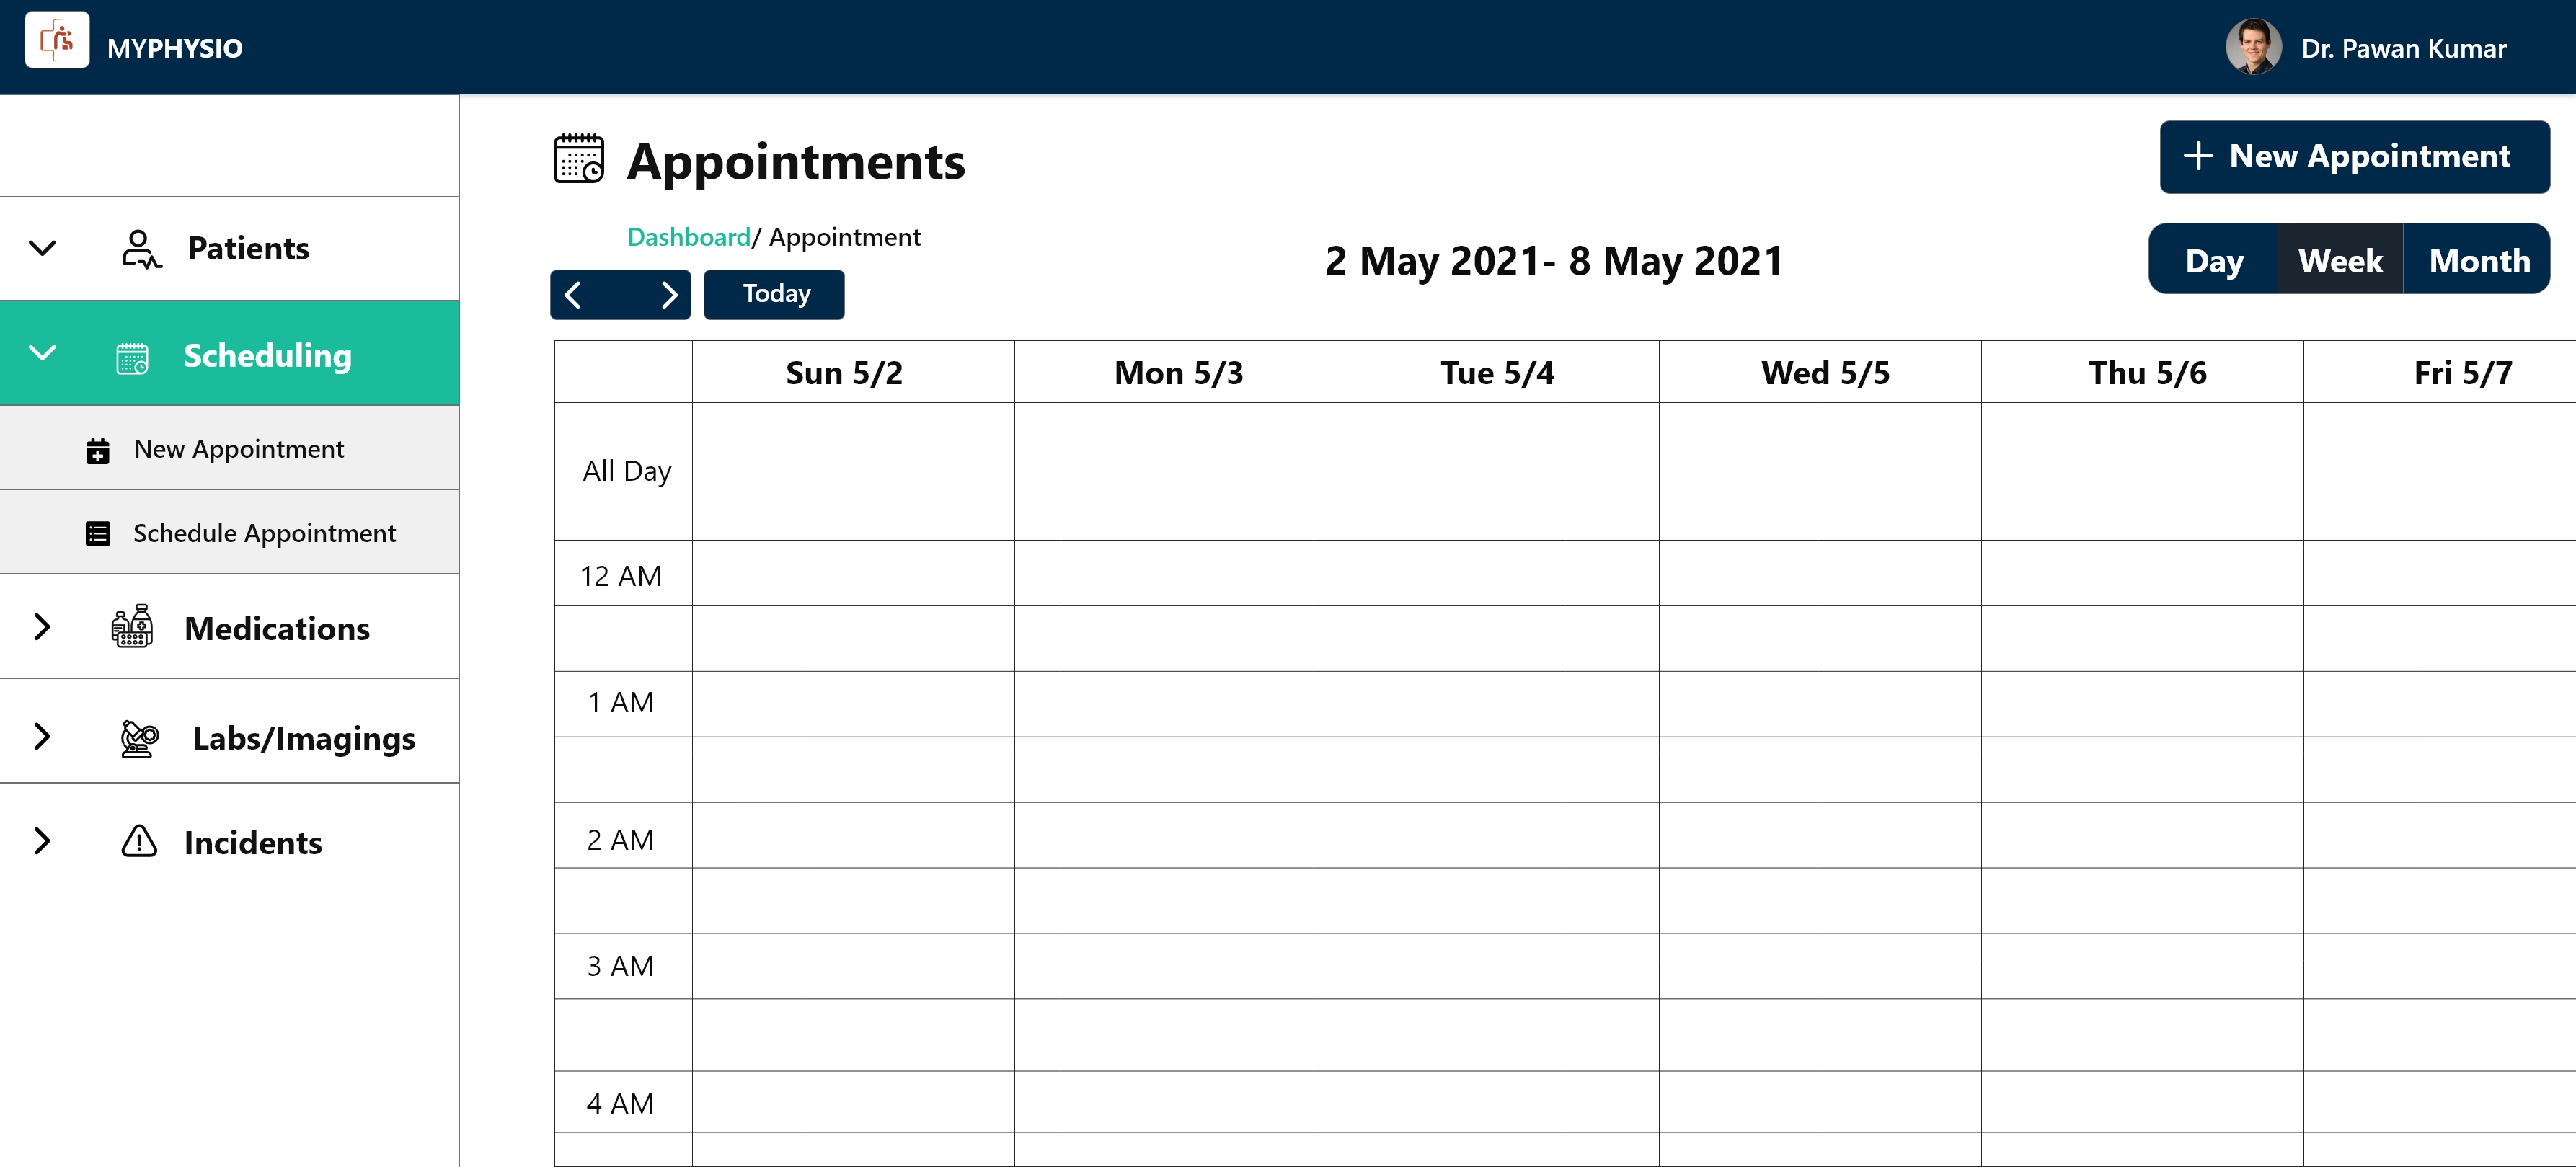 MYPHYSIO
Dr. Pawan Kumar
Appointments
New Appointment
Dashboard/ Appointment
2 May 2021- 8 May 2021
Day Week Month
Today
Patients
Scheduling
New Appointment
Schedule Appointment
Medications
Labs/Imagings
Incidents
Sun 5/2 Mon 5/3 Tue 5/4 Wed 5/5 Thu 5/6 Fri 5/7
All Day
12 AM
1 AM
2 AM
3 AM
4 AM